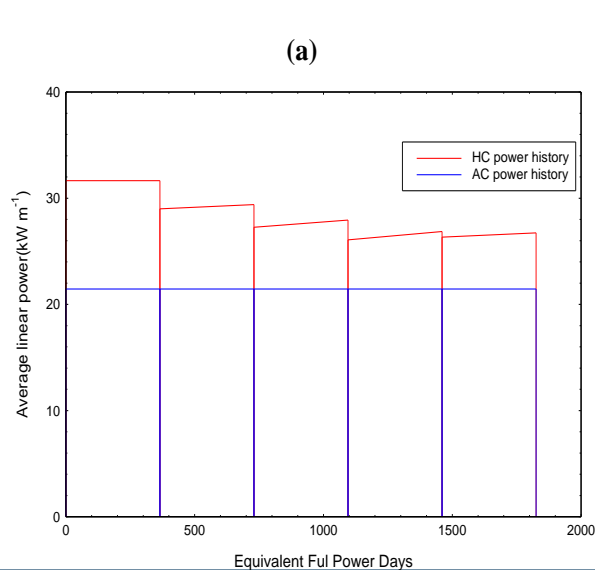 (a)
40
30
20
10
0
Average linear power(kW m-1)
HC power history
AC power history
0 500 1000 1500 2000
Equivalent Ful Power Days